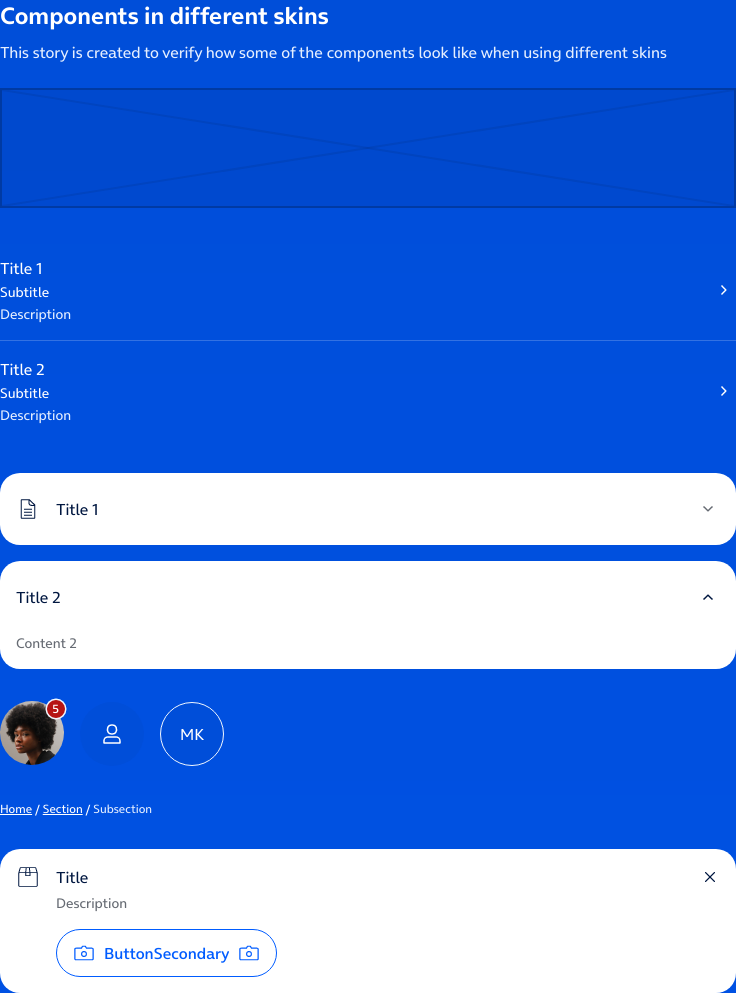 Components in different skins
This story is created to verify how some of the components look like when using different skins
Title 1
Subtitle
Description
Title 2
Subtitle
Description
Title 1
Title 2
Content 2
5
MK
Home / Section / Subsection
Title
Description
ButtonSecondary